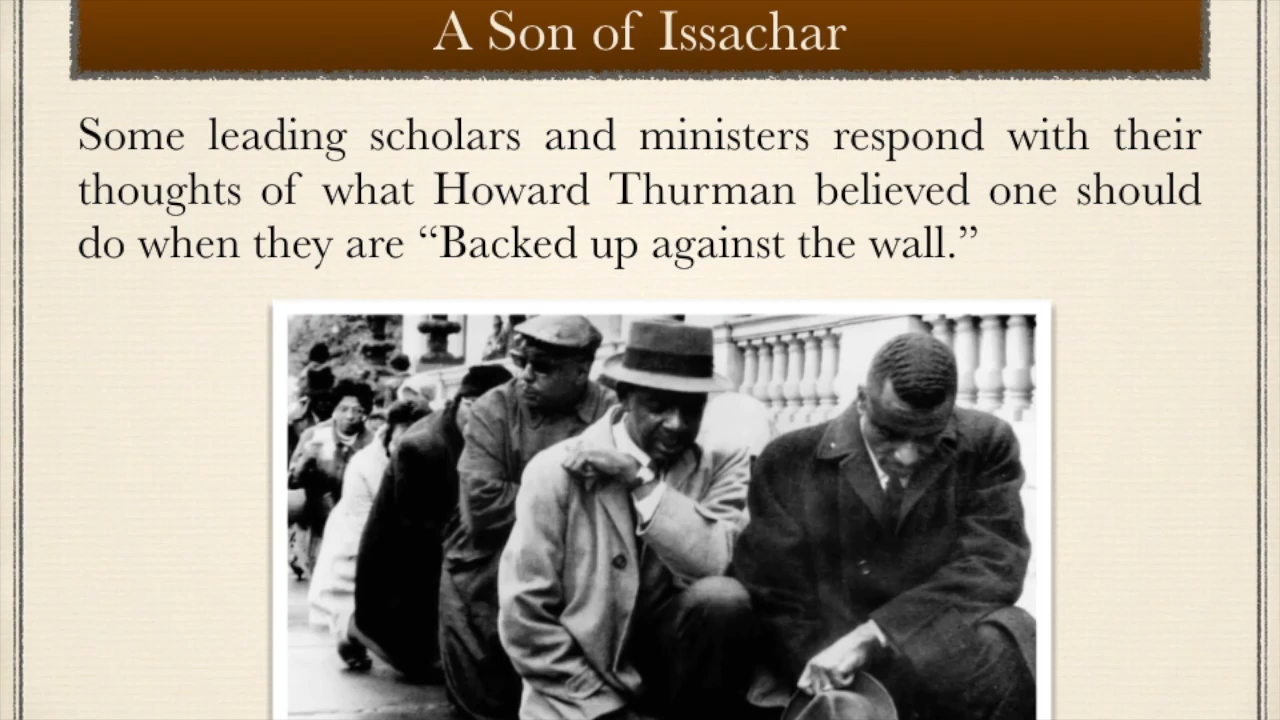 A Son of Issachar
Some leading scholars and ministers respond with their
thoughts of what Howard Thurman believed one should
do when they are “Backed up against the wall.”